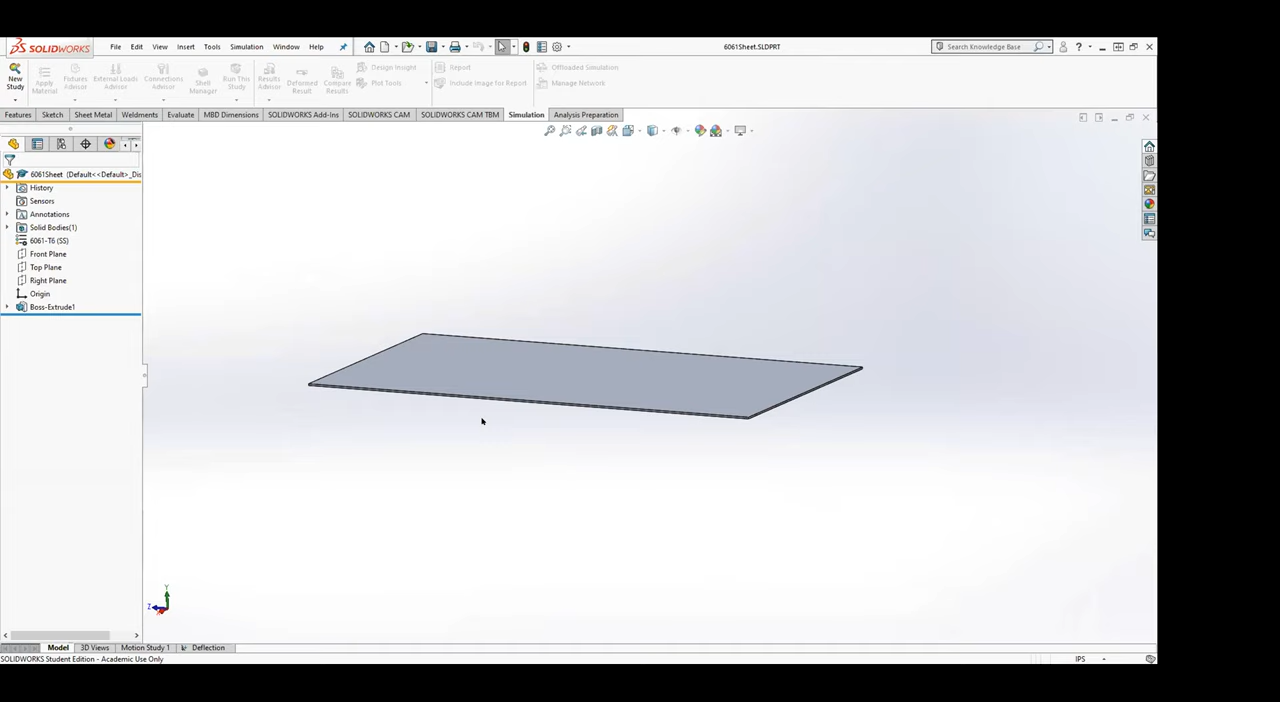 SOLIDWORKS File Edit View Insert Tools Simulation Window Help 6061Sheet.SLDPRT Search Knowledge Base
New Study
Apply Material
Fixtures Advisor
External Loads Advisor
Connections Advisor
Shell Manager
Run This Study
Results Advisor
Deformed Result
Compare Results
Design Insight
Plot Tools
Report
Include Image for Report
Offloaded Simulation
Manage Network
Features Sketch Sheet Metal Weldments Evaluate MBD Dimensions SOLIDWORKS Add-Ins SOLIDWORKS CAM SOLIDWORKS CAM TBM Simulation Analysis Preparation
6061Sheet (Default<<Default>_Dis
History
Sensors
Annotations
Solid Bodies(1)
6061-T6 (SS)
Front Plane
Top Plane
Right Plane
Origin
Boss-Extrude1
Y
Z
Model 3D Views Motion Study 1 Deflection
SOLIDWORKS Student Edition - Academic Use Only IPS